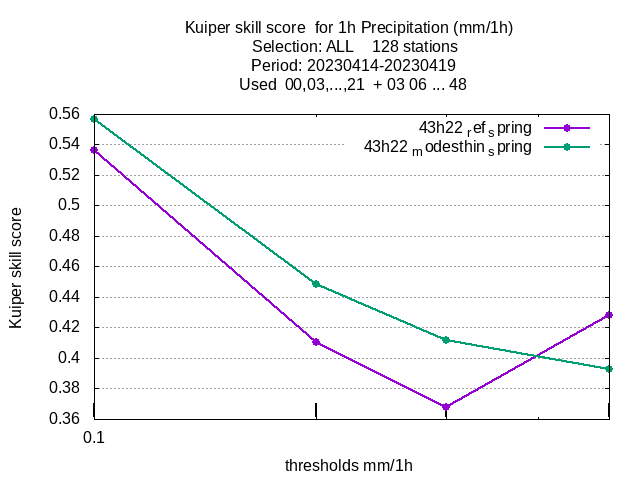 Kuiper skill score  for 1h Precipitation (mm/1h)
Selection: ALL    128 stations
Period: 20230414-20230419
Used  00,03,...,21  + 03 06 ... 48
0.56
43h22 ref spring
0.54
43h22 modesthin spring
0.52
0.5
0.48
0.46
0.44
0.42
0.4
0.38
0.36
Kuiper skill score
0.1
thresholds mm/1h